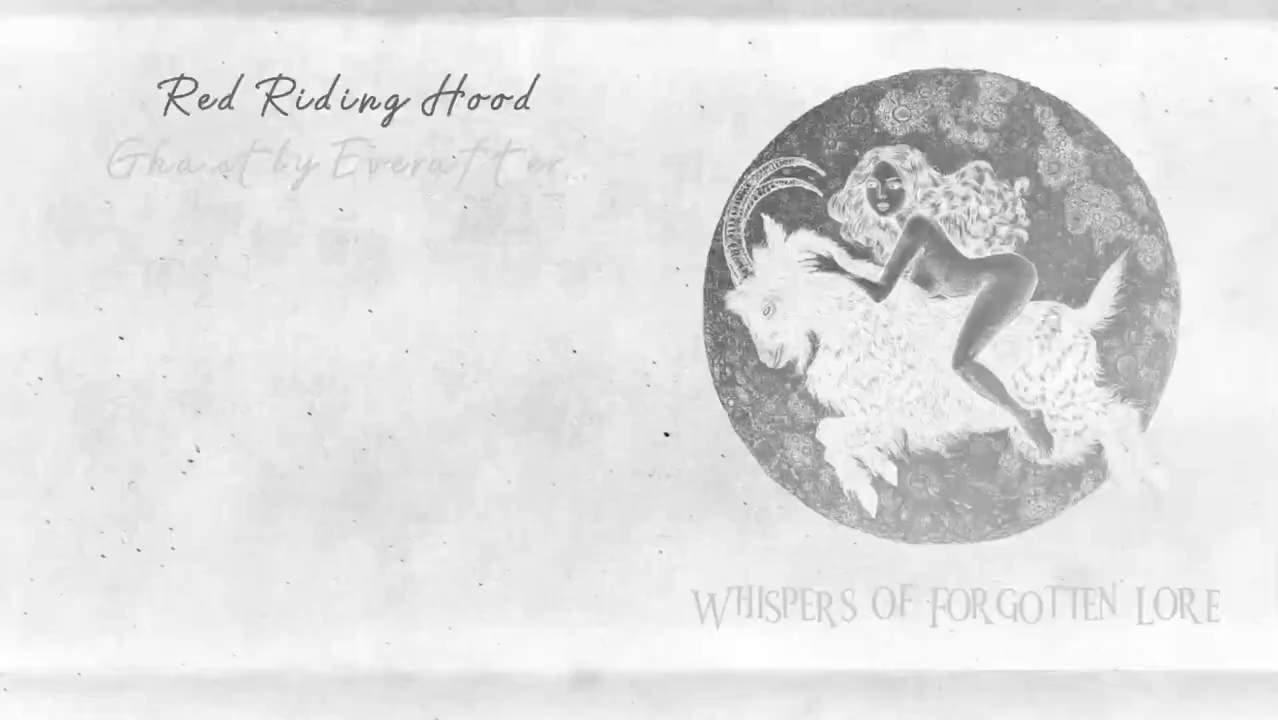 Red Riding Hood
Ghastly Everafter...
Whispers of Forgotten Lore